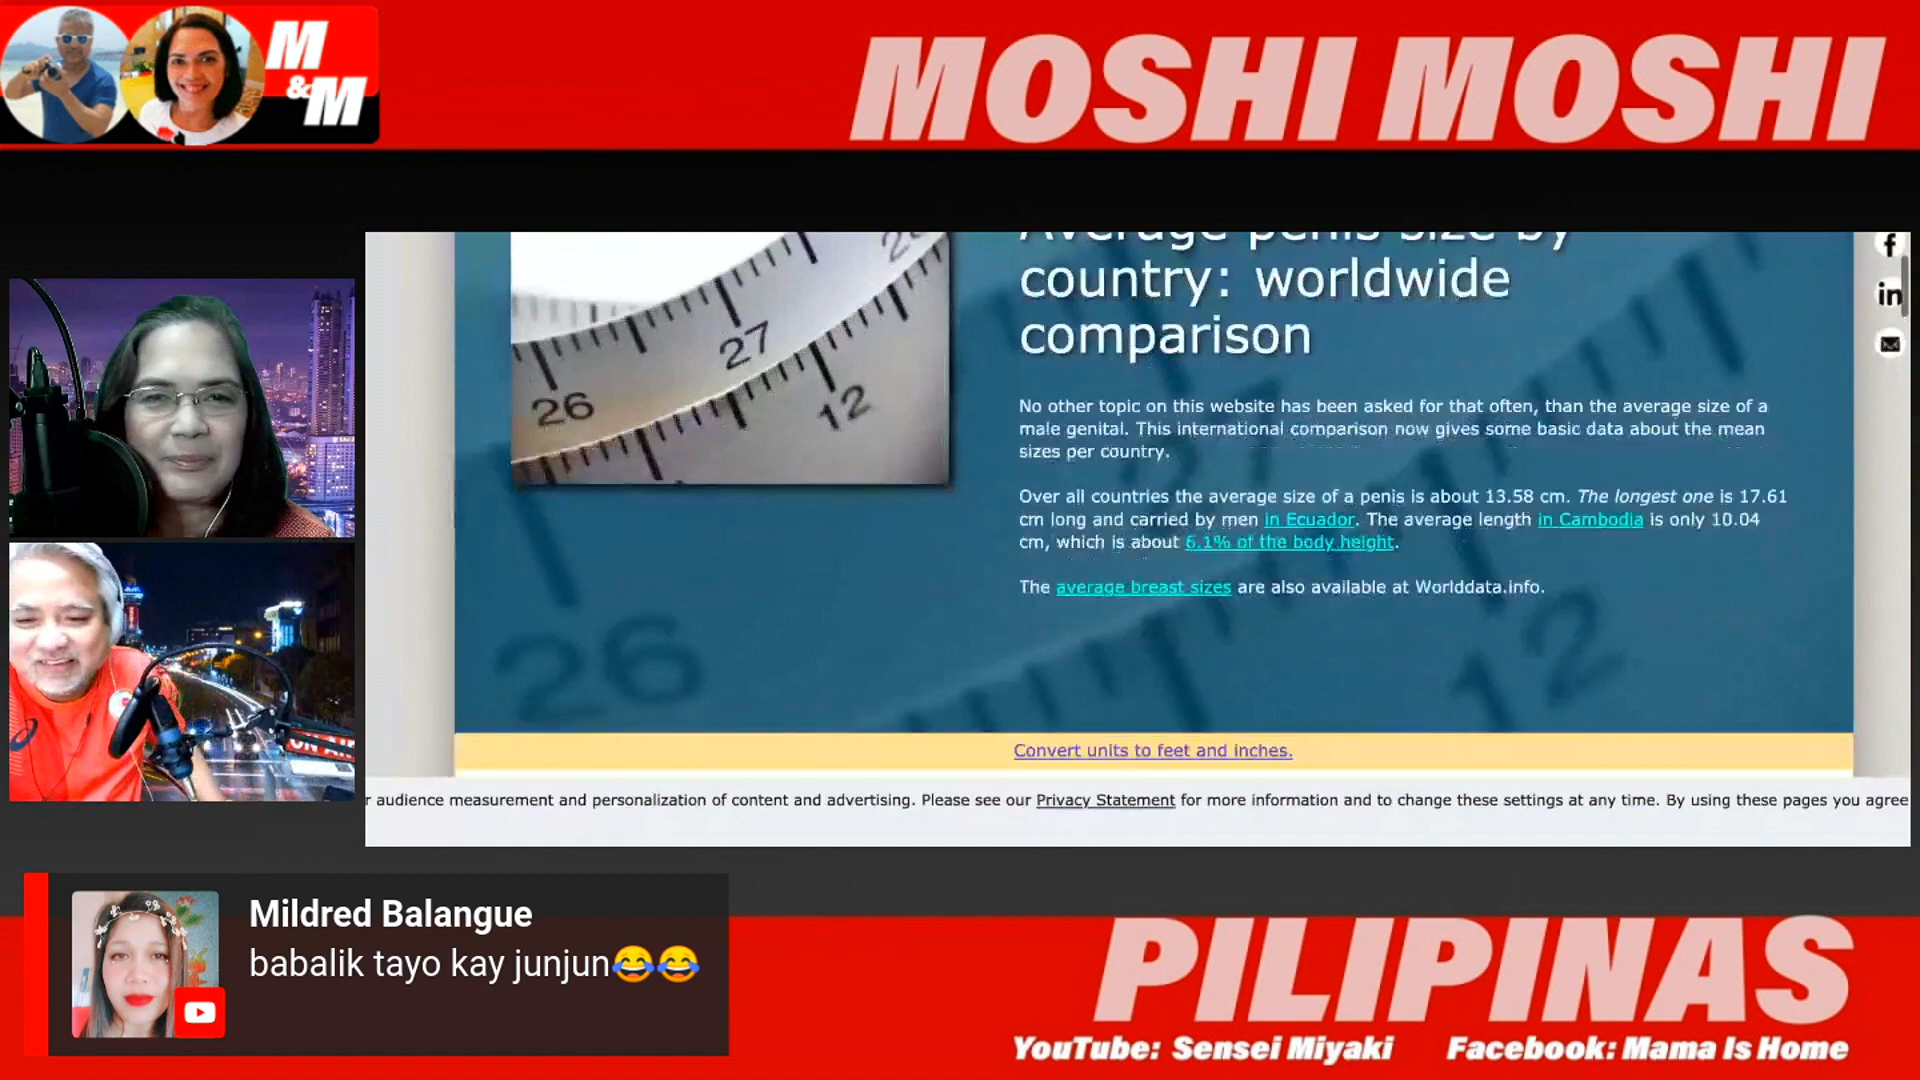 M
&
M
MOSHI MOSHI
26
27
12
Average penis size by
country: worldwide
comparison
No other topic on this website has been asked for that often, than the average size of a
male genital. This international comparison now gives some basic data about the mean
sizes per country.
Over all countries the average size of a penis is about 13.58 cm. The longest one is 17.61
cm long and carried by men in Ecuador. The average length in Cambodia is only 10.04
cm, which is about 6.1% of the body height.
The average breast sizes are also available at Worlddata.info.
26
12
f
in
Convert units to feet and inches.
r audience measurement and personalization of content and advertising. Please see our Privacy Statement for more information and to change these settings at any time. By using these pages you agree
ON AIR
Mildred Balangue
babalik tayo kay junjun😂😂
PILIPINAS
YouTube: Sensei Miyaki Facebook: Mama Is Home